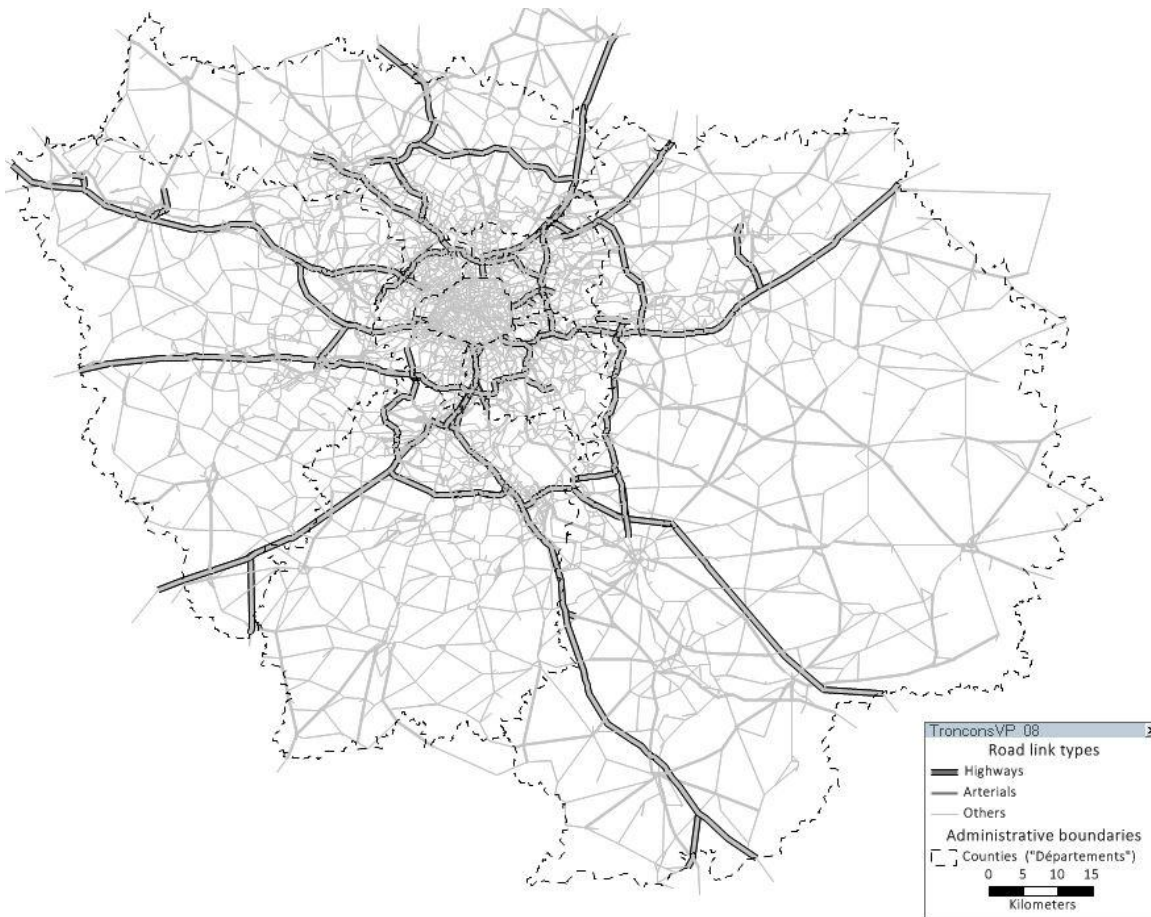 TronconsVP_08
Road link types
Highways
Arterials
Others
Administrative boundaries
Counties ("Départements")
0 5 10 15
Kilometers